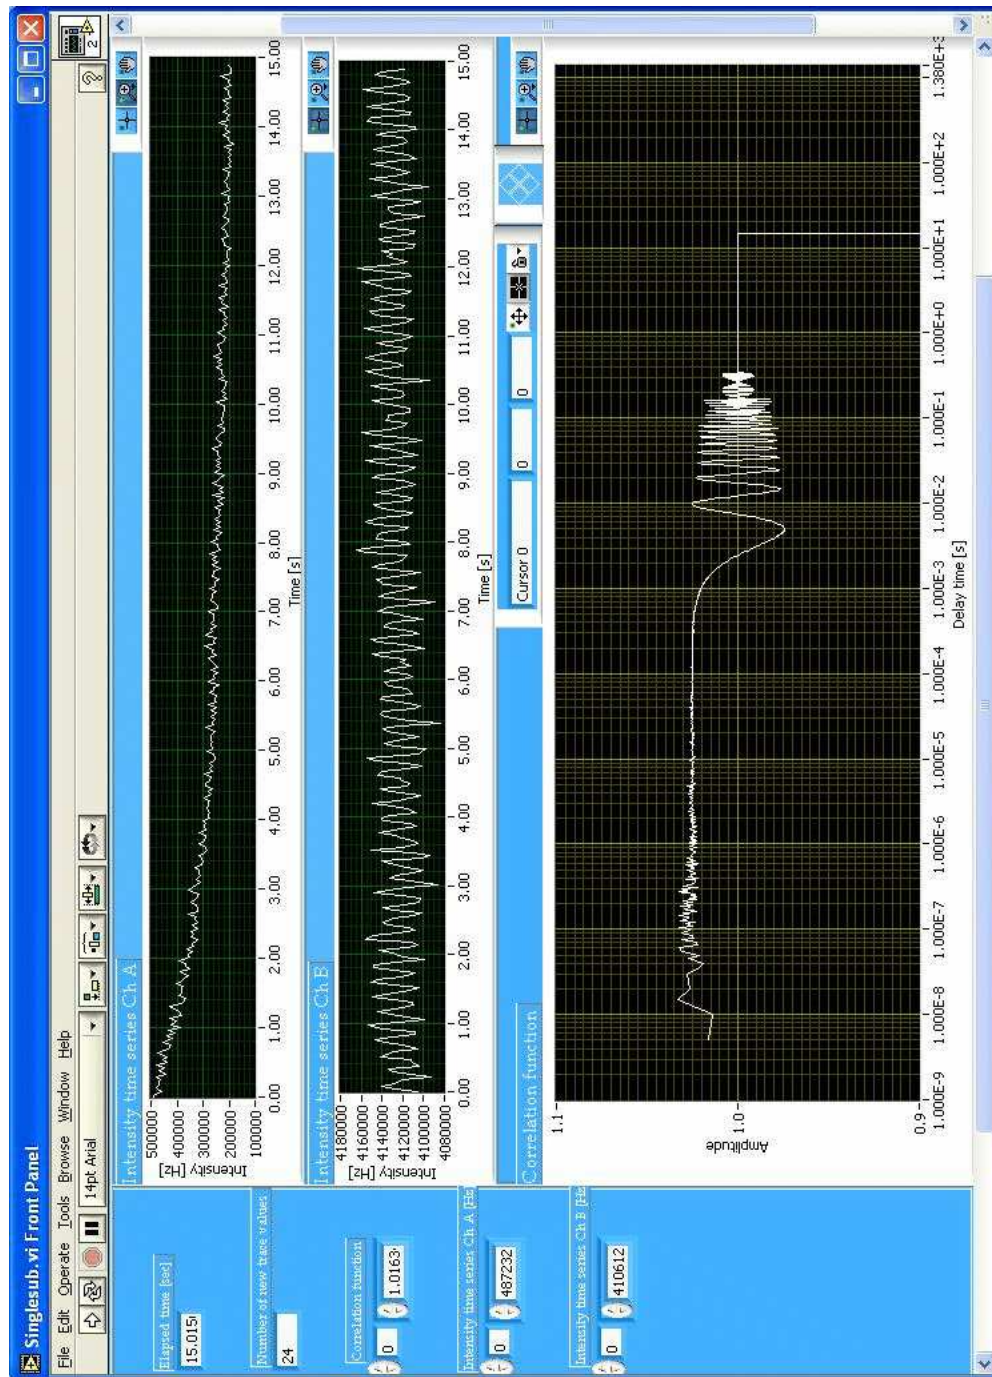 Singlesub.vi Front Panel
File Edit Operate Tools Browse Window Help
14pt Arial
2
Elapsed time [sec]
15.015
Number of new trace values
24
Correlation function
0
1.0163
Intensity time series Ch A [Hz]
0
487232
Intensity time series Ch B [Hz]
0
410612
Intensity time series Ch A
Intensity [Hz]
500000
400000
300000
200000
100000
0.00 1.00 2.00 3.00 4.00 5.00 6.00 7.00 8.00 9.00 10.00 11.00 12.00 13.00 14.00 15.00
Time [s]
Intensity time series Ch B
Intensity [Hz]
4180000
4160000
4140000
4120000
4100000
4080000
0.00 1.00 2.00 3.00 4.00 5.00 6.00 7.00 8.00 9.00 10.00 11.00 12.00 13.00 14.00 15.00
Time [s]
Correlation function
Cursor 0
0
0
Amplitude
1.1
1.0
0.9
1.000E-9 1.000E-8 1.000E-7 1.000E-6 1.000E-5 1.000E-4 1.000E-3 1.000E-2 1.000E-1 1.000E+0 1.000E+1 1.000E+2 1.380E+3
Delay time [s]